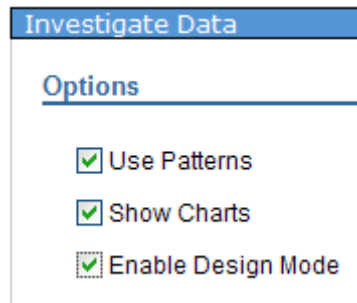 Investigate Data
Options
Use Patterns
Show Charts
Enable Design Mode